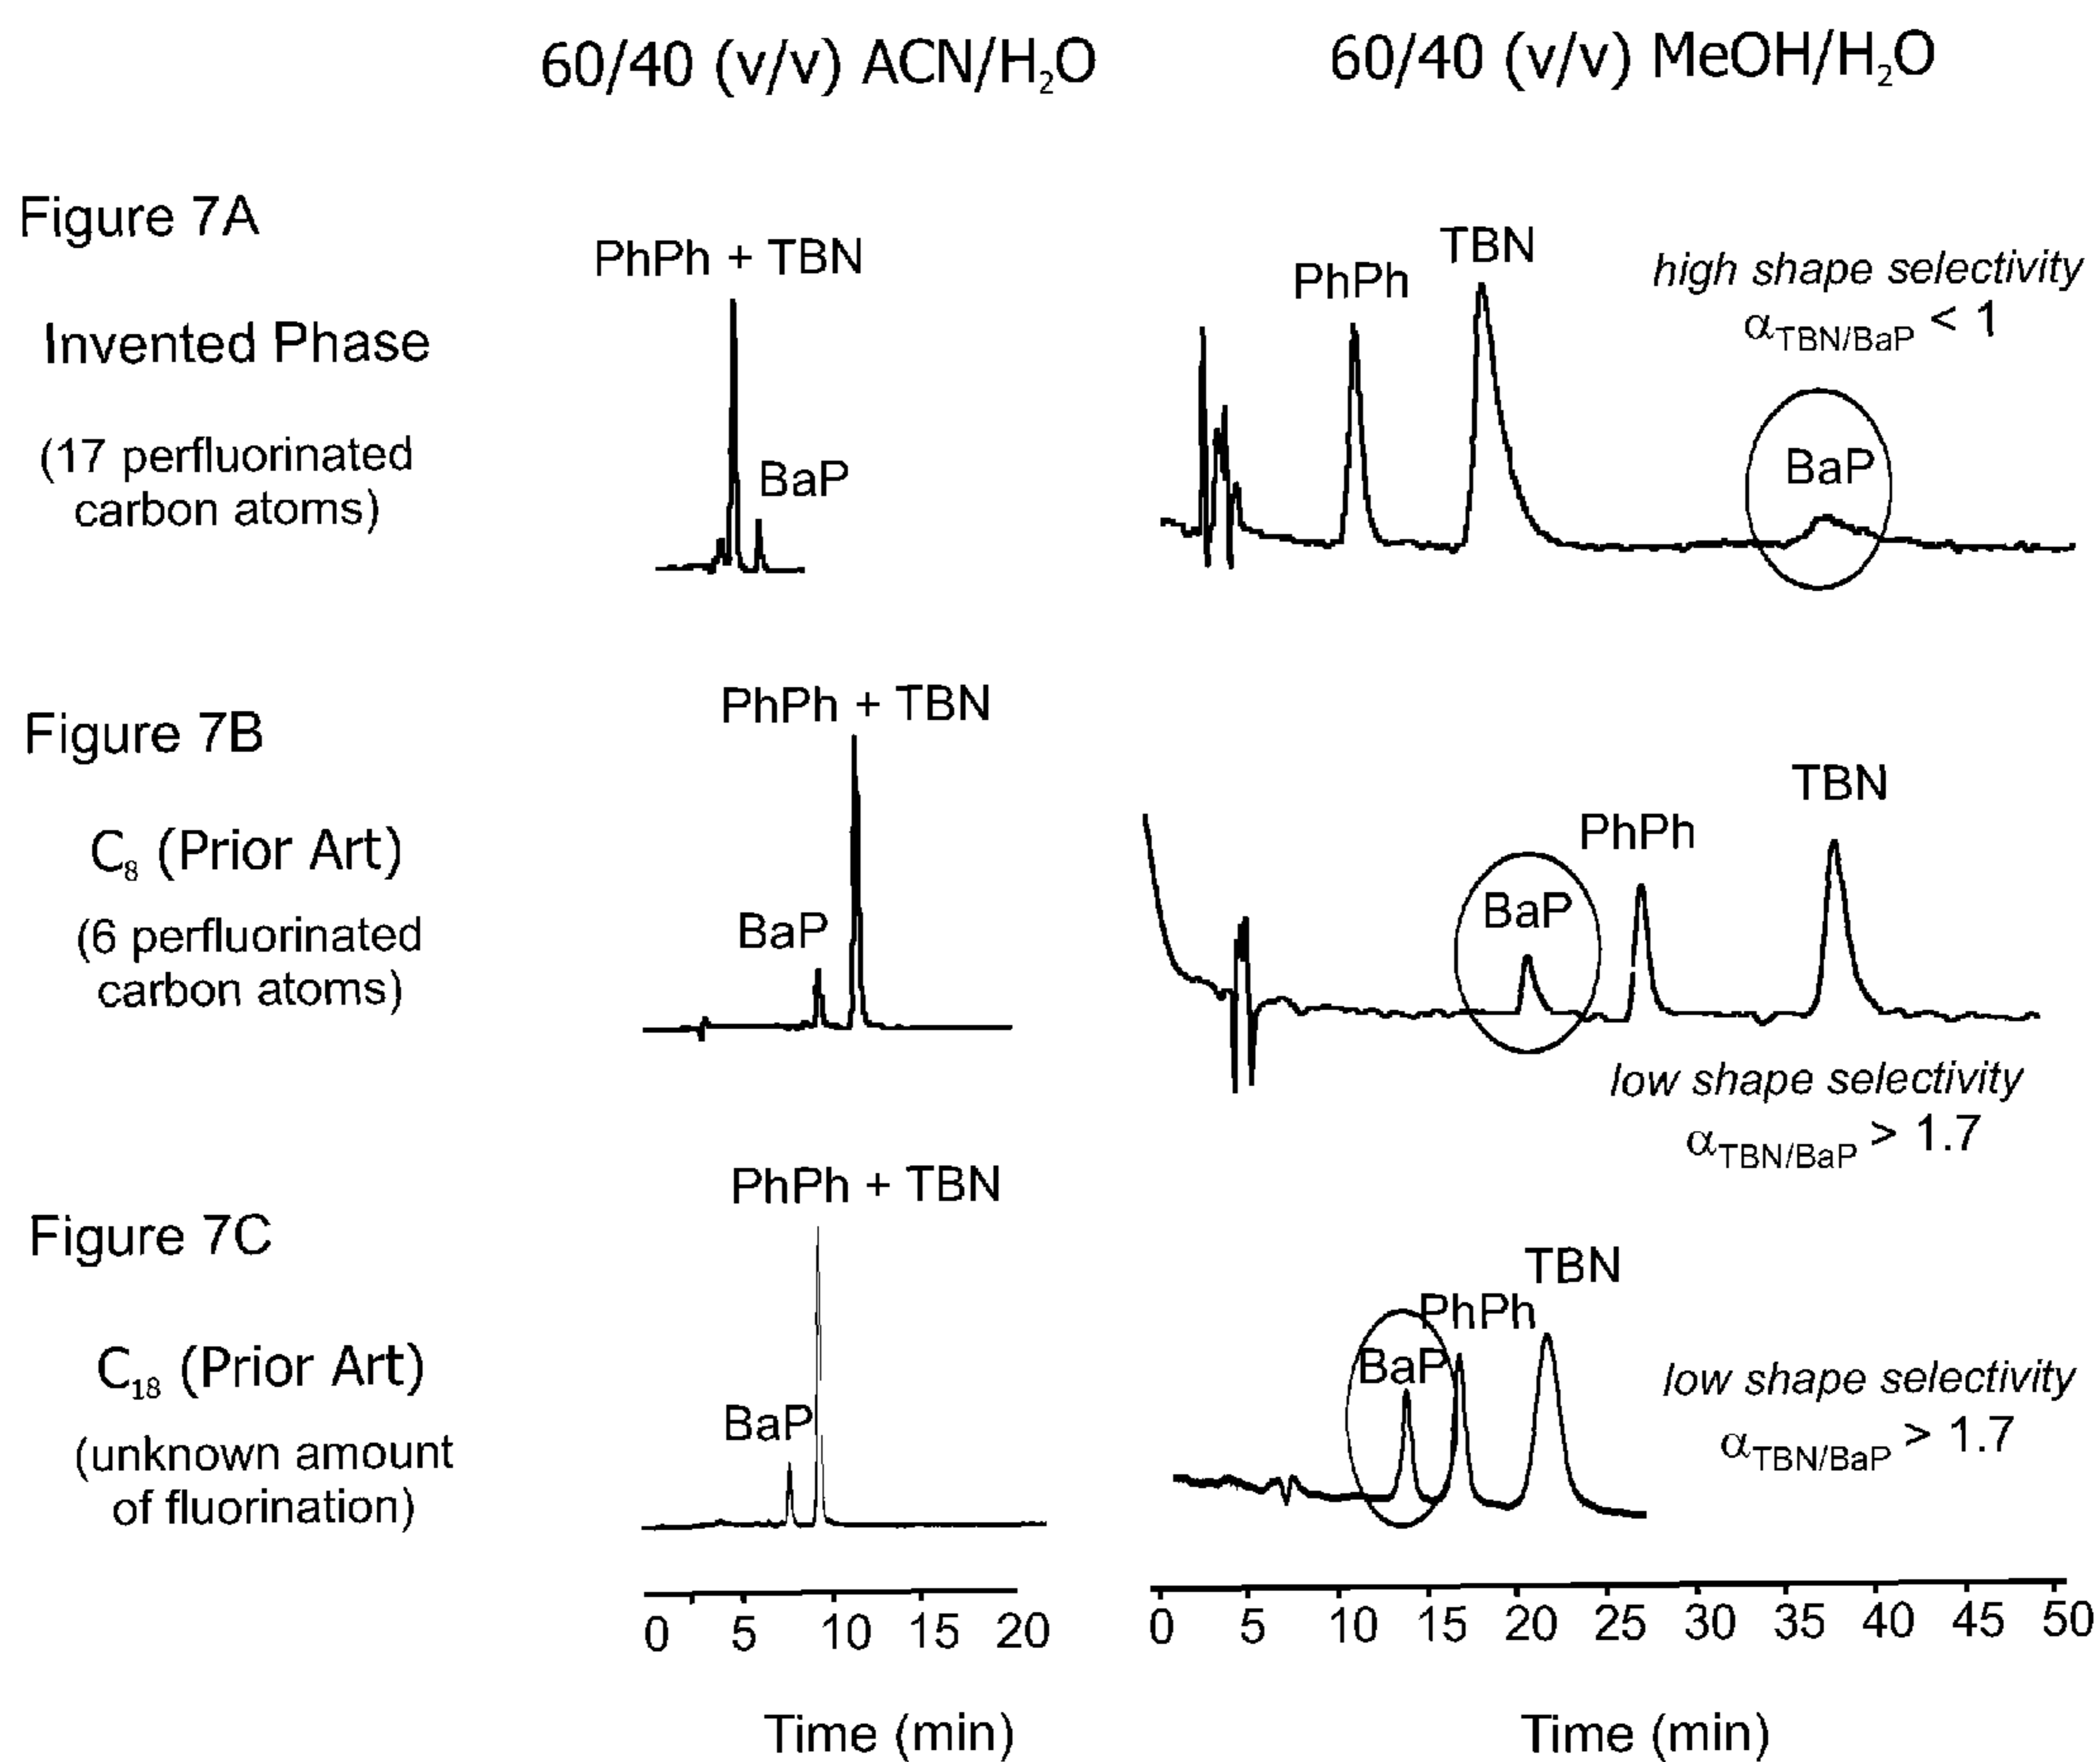 60/40 (v/v) ACN/H₂O
60/40 (v/v) MeOH/H₂O
Figure 7A
Invented Phase
(17 perfluorinated
carbon atoms)
PhPh + TBN
BaP
PhPh
TBN
high shape selectivity
αTBN/BaP < 1
BaP
Figure 7B
C₈ (Prior Art)
(6 perfluorinated
carbon atoms)
PhPh + TBN
BaP
BaP
PhPh
TBN
low shape selectivity
αTBN/BaP > 1.7
Figure 7C
C₁₈ (Prior Art)
(unknown amount
of fluorination)
PhPh + TBN
BaP
TBN
PhPh
BaP
low shape selectivity
αTBN/BaP > 1.7
0 5 10 15 20
Time (min)
0 5 10 15 20 25 30 35 40 45 50
Time (min)